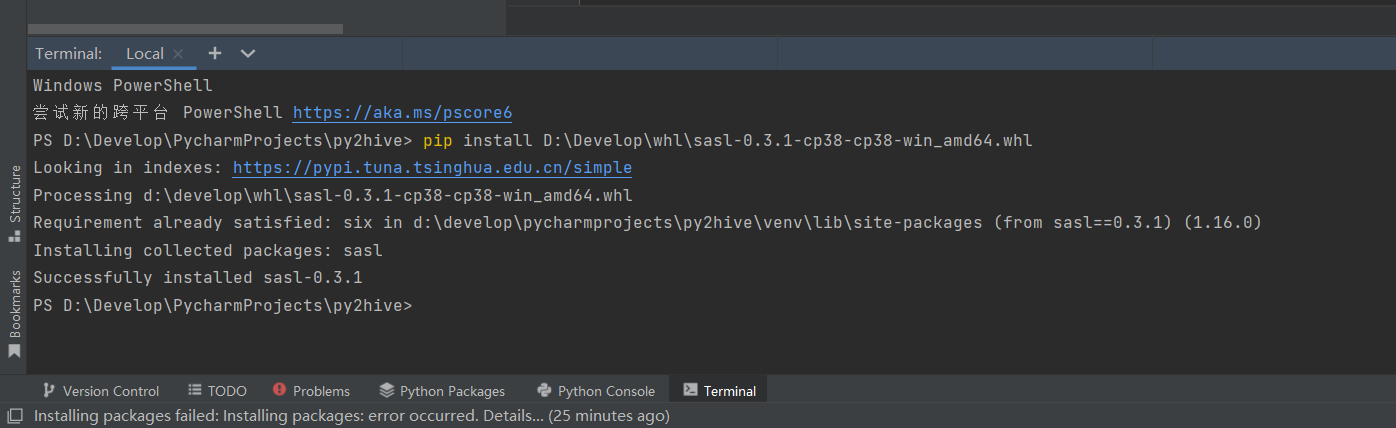 Terminal: Local
Windows PowerShell
尝试新的跨平台 PowerShell https://aka.ms/pscore6
PS D:\Develop\PycharmProjects\py2hive> pip install D:\Develop\whl\sasl-0.3.1-cp38-cp38-win_amd64.whl
Looking in indexes: https://pypi.tuna.tsinghua.edu.cn/simple
Processing d:\develop\whl\sasl-0.3.1-cp38-cp38-win_amd64.whl
Requirement already satisfied: six in d:\develop\pycharmprojects\py2hive\venv\lib\site-packages (from sasl==0.3.1) (1.16.0)
Installing collected packages: sasl
Successfully installed sasl-0.3.1
PS D:\Develop\PycharmProjects\py2hive>
Structure
Bookmarks
Version Control TODO Problems Python Packages Python Console Terminal
Installing packages failed: Installing packages: error occurred. Details... (25 minutes ago)